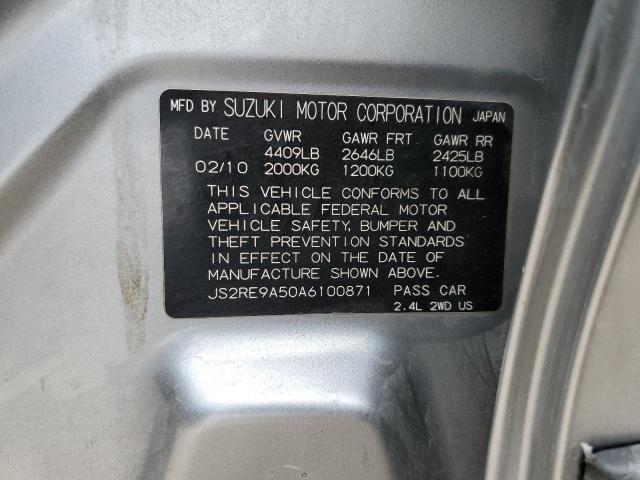 MFD BY SUZUKI MOTOR CORPORATION JAPAN
DATE GVWR GAWR FRT. GAWR RR
4409LB 2646LB 2425LB
02/10 2000KG 1200KG 1100KG
THIS VEHICLE CONFORMS TO ALL
APPLICABLE FEDERAL MOTOR
VEHICLE SAFETY, BUMPER AND
THEFT PREVENTION STANDARDS
IN EFFECT ON THE DATE OF
MANUFACTURE SHOWN ABOVE.
JS2RE9A50A6100871 PASS CAR
2.4L 2WD US